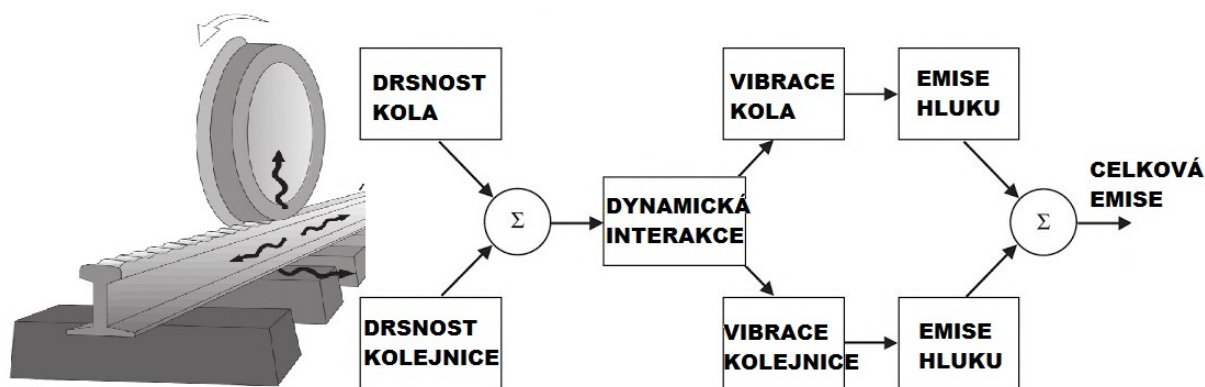 DRSNOST
KOLA
VIBRACE
KOLA
EMISE
HLUKU
CELKOVÁ
EMISE
Σ
DYNAMICKÁ
INTERAKCE
Σ
DRSNOST
KOLEJNICE
VIBRACE
KOLEJNICE
EMISE
HLUKU